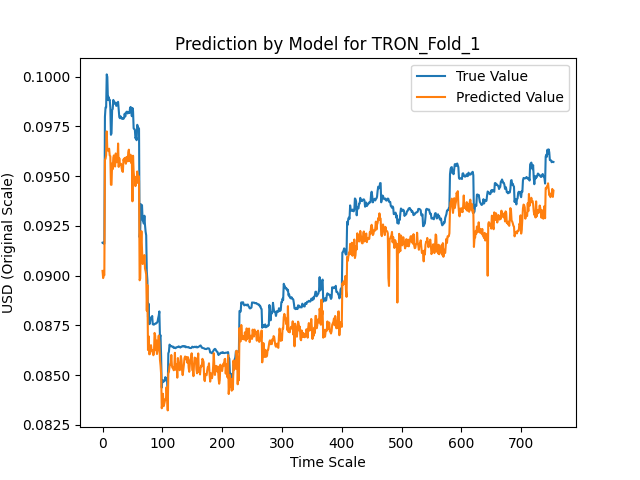 Prediction by Model for TRON_Fold_1
True Value
Predicted Value
USD (Original Scale)
0.1000
0.0975
0.0950
0.0925
0.0900
0.0875
0.0850
0.0825
0 100 200 300 400 500 600 700
Time Scale